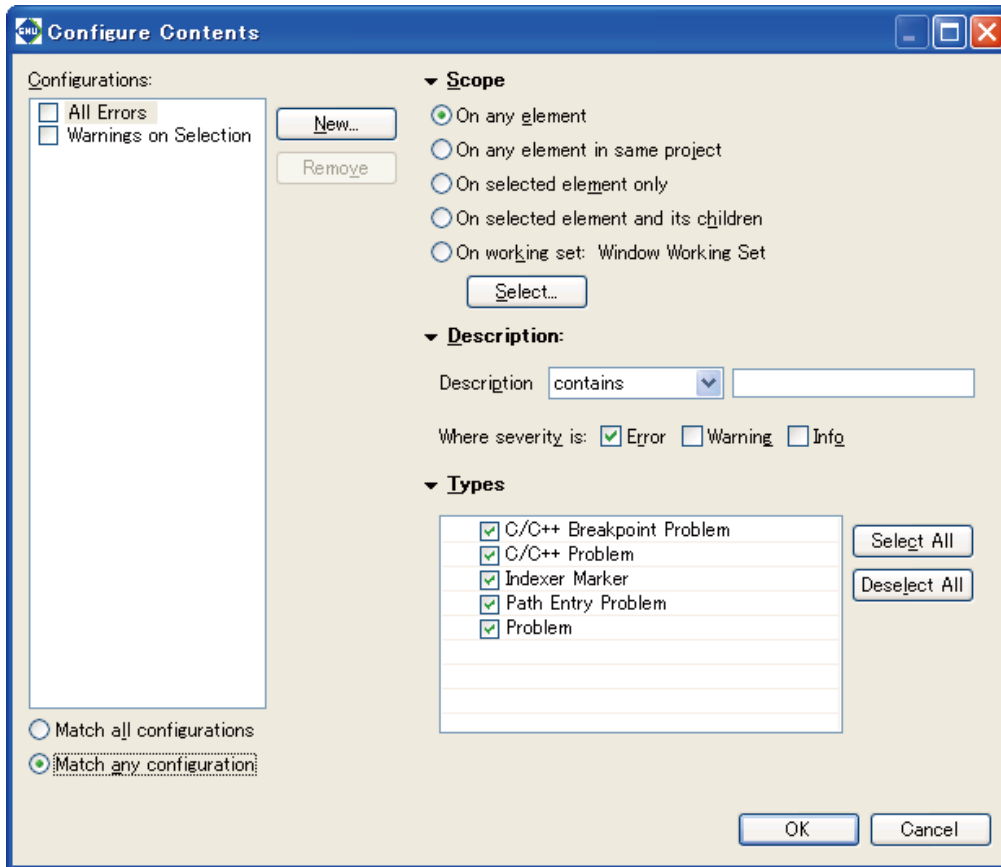 GNU Configure Contents
Configurations:
All Errors
Warnings on Selection
New...
Remove
Match all configurations
Match any configuration
Scope
On any element
On any element in same project
On selected element only
On selected element and its children
On working set: Window Working Set
Select...
Description:
Description contains
Where severity is: Error Warning Info
Types
C/C++ Breakpoint Problem
C/C++ Problem
Indexer Marker
Path Entry Problem
Problem
Select All
Deselect All
OK Cancel